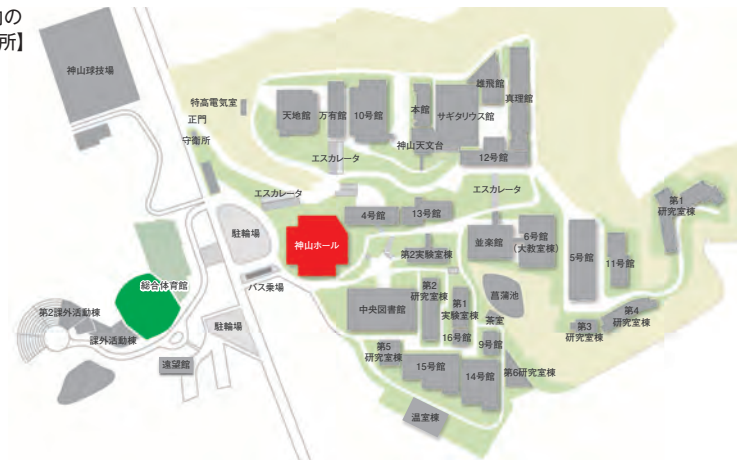 内の
所】
神山球技場
特高電気室
正門
守衛所
天地館
万有館
10号館
本館
神山天文台
サギタリウス館
雄飛館
真理館
12号館
エスカレータ
エスカレータ
エスカレータ
駐輪場
神山ホール
4号館
13号館
第2実験室棟
並楽館
6号館
(大教室棟)
5号館
11号館
第1
研究室棟
バス乗場
総合体育館
第2課外活動棟
課外活動棟
駐輪場
遠望館
中央図書館
第2
研究室棟
第1
実験室棟
16号館
菖蒲池
茶室
9号館
第3
研究室棟
第4
研究室棟
第5
研究室棟
15号館
14号館
第6研究室棟
温室棟